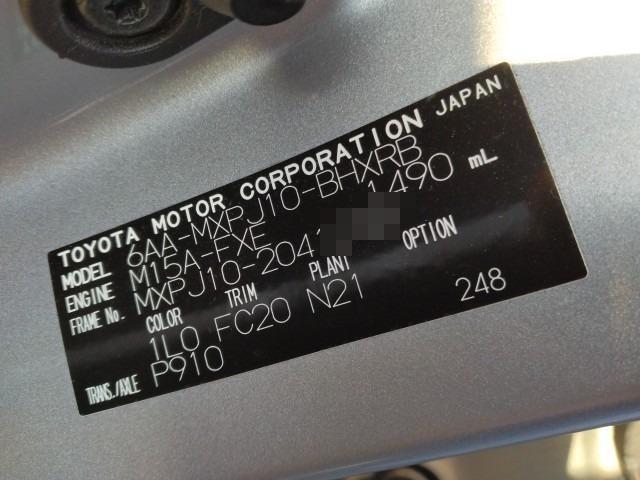 TOYOTA MOTOR CORPORATION JAPAN
MODEL 6AA-MXPJ10-BHXRB
ENGINE M15A-FXE 1490 mL
FRAME No. MXPJ10-2041
COLOR TRIM PLANT OPTION
1L0 FC20 N21 248
TRANS./AXLE P910